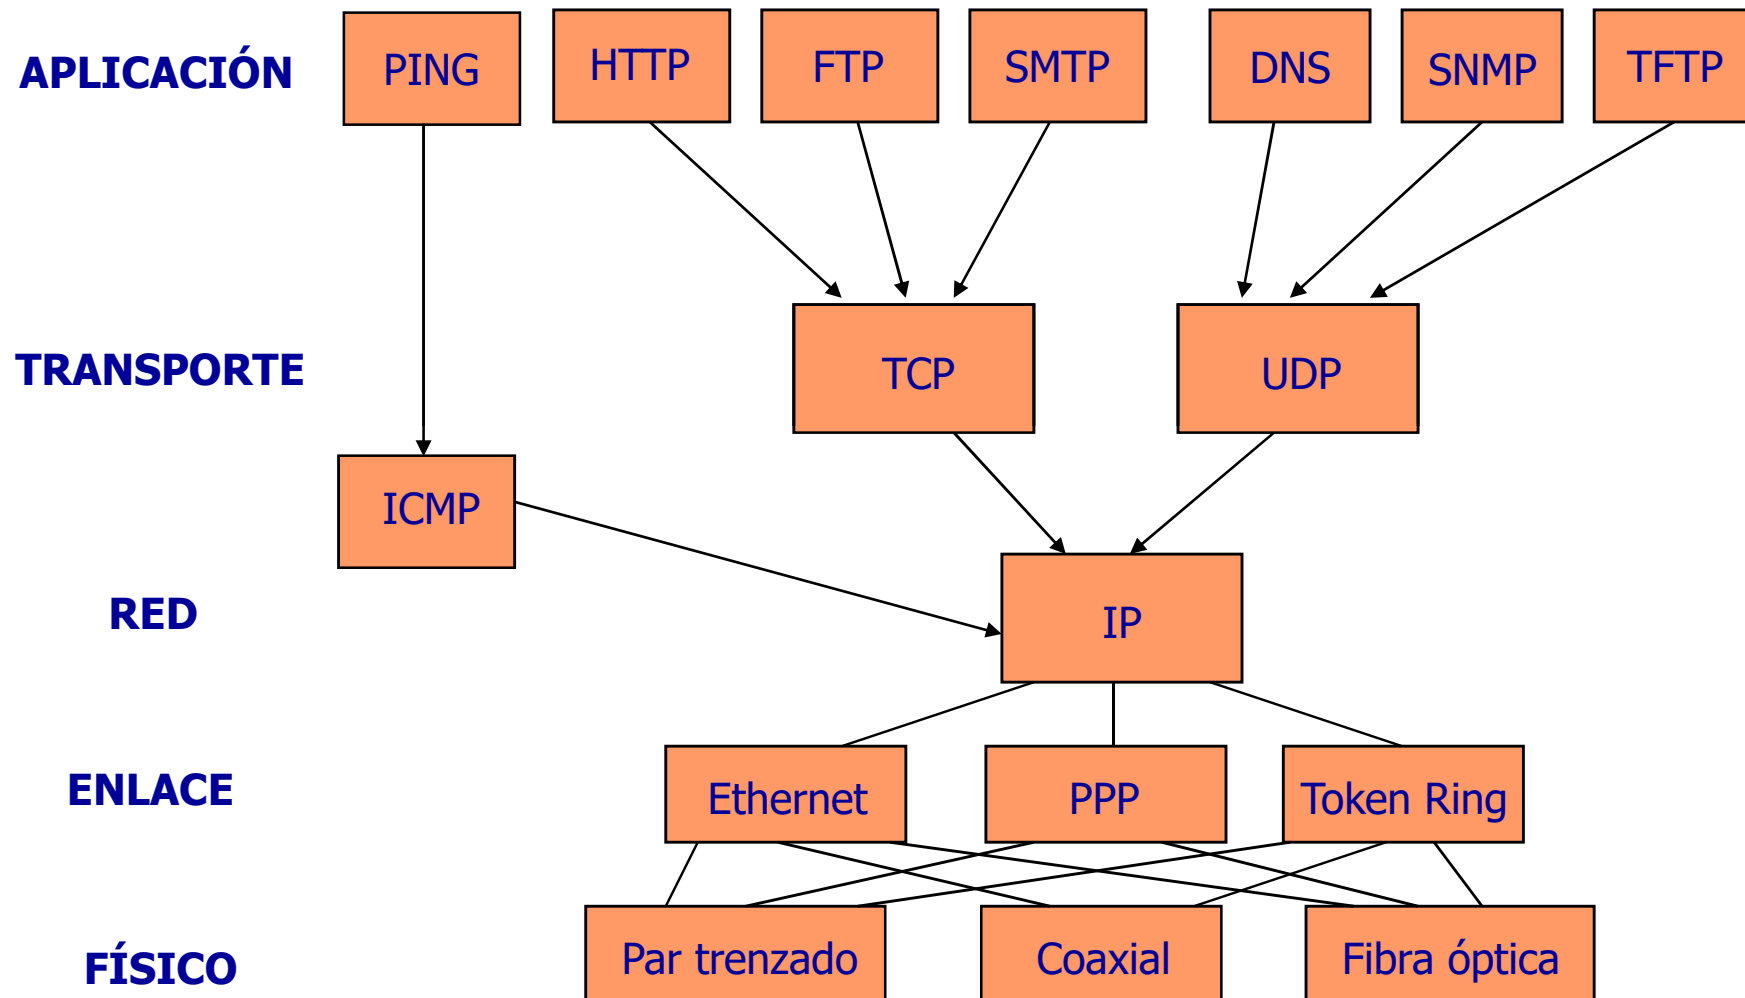 APLICACIÓN
PING
HTTP
FTP
SMTP
DNS
SNMP
TFTP
TRANSPORTE
TCP
UDP
ICMP
RED
IP
ENLACE
Ethernet
PPP
Token Ring
FÍSICO
Par trenzado
Coaxial
Fibra óptica